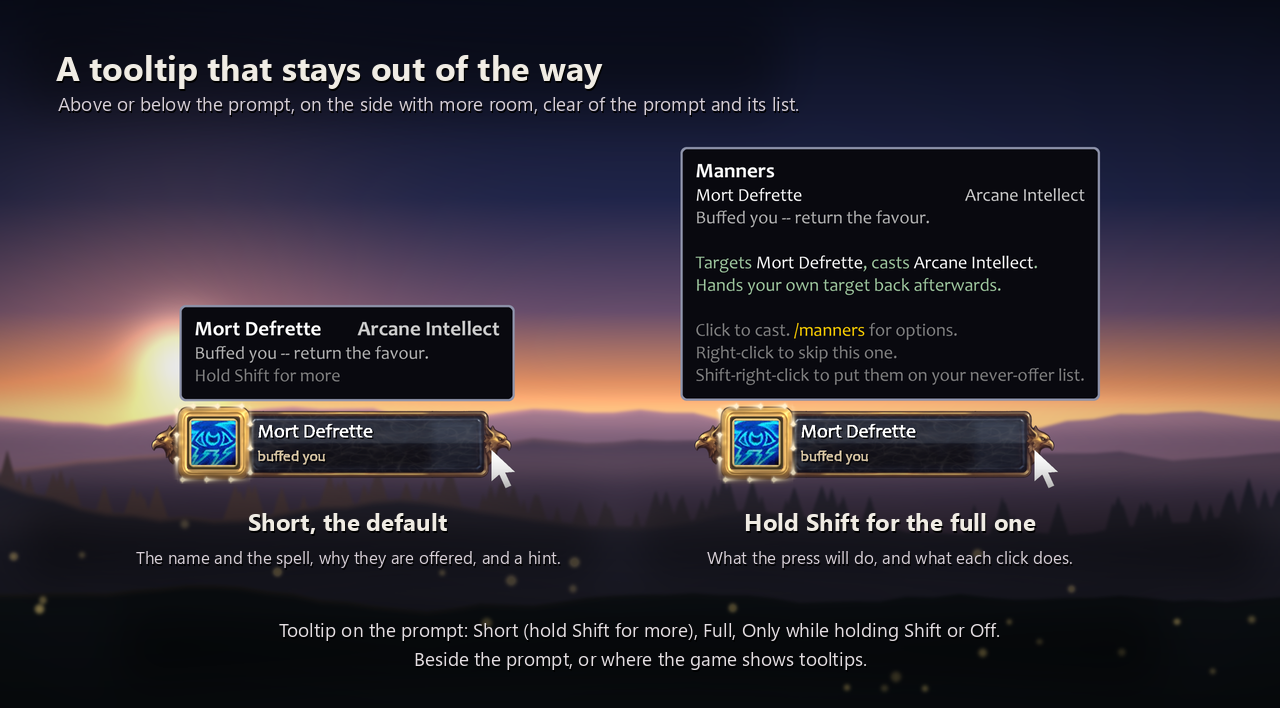 A tooltip that stays out of the way
Above or below the prompt, on the side with more room, clear of the prompt and its list.
Mort Defrette Arcane Intellect
Buffed you -- return the favour.
Hold Shift for more
Mort Defrette
buffed you
Short, the default
The name and the spell, why they are offered, and a hint.
Manners
Mort Defrette Arcane Intellect
Buffed you -- return the favour.
Targets Mort Defrette, casts Arcane Intellect.
Hands your own target back afterwards.
Click to cast. /manners for options.
Right-click to skip this one.
Shift-right-click to put them on your never-offer list.
Mort Defrette
buffed you
Hold Shift for the full one
What the press will do, and what each click does.
Tooltip on the prompt: Short (hold Shift for more), Full, Only while holding Shift or Off.
Beside the prompt, or where the game shows tooltips.